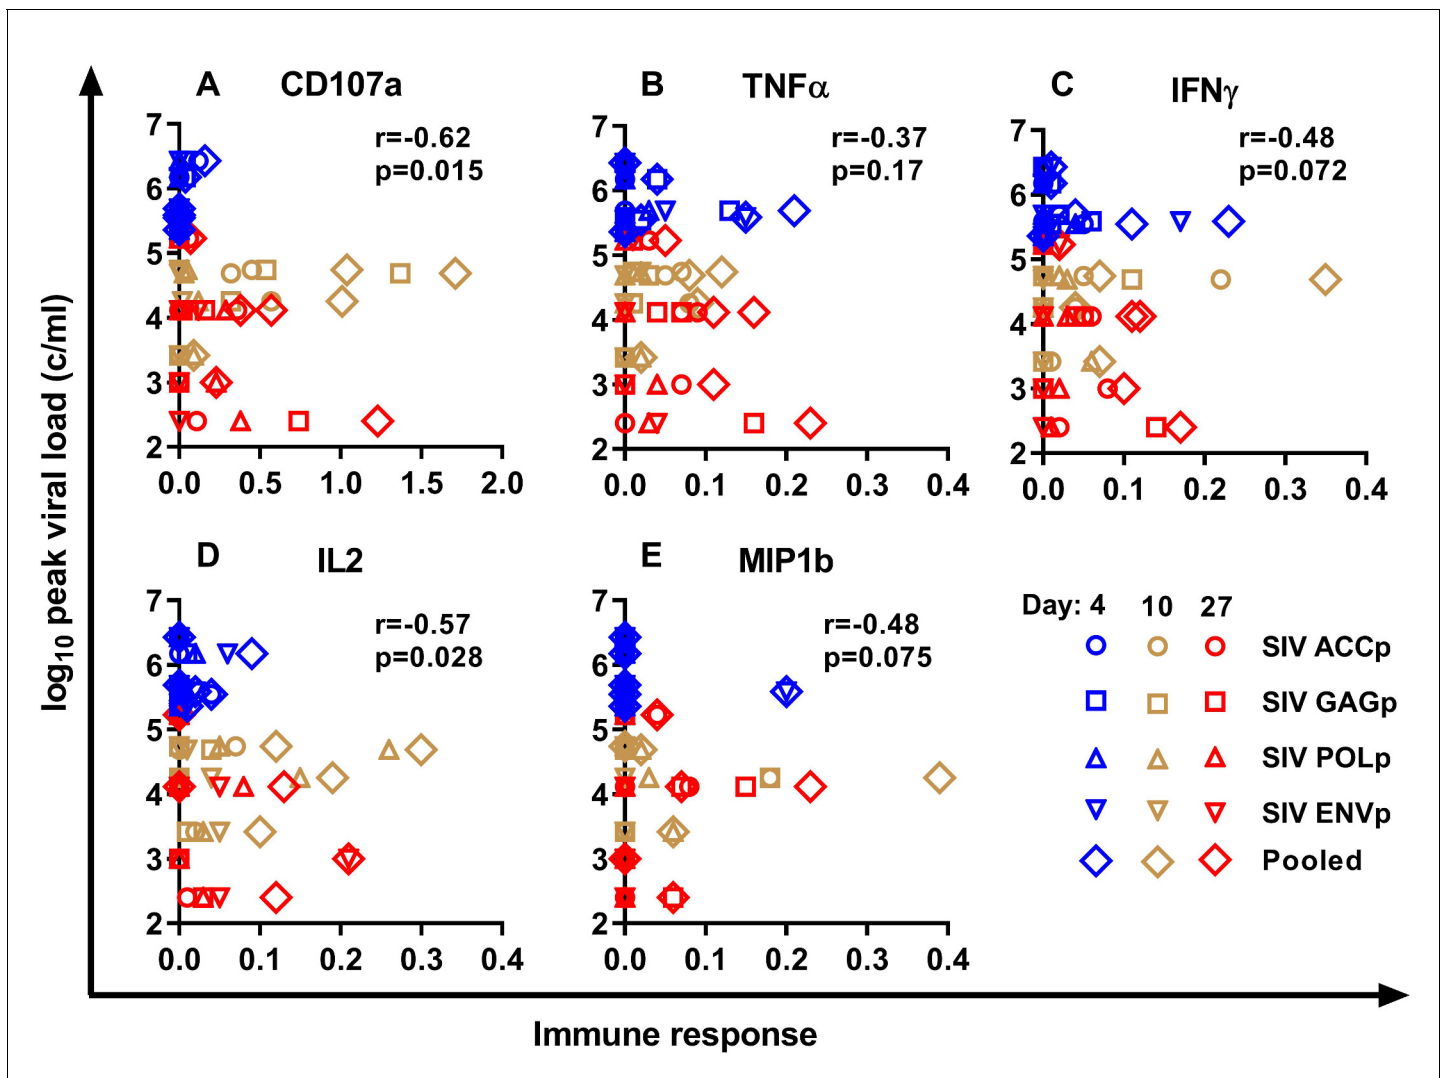 A CD107a
B TNFα
C IFNγ
r=-0.62
p=0.015
r=-0.37
p=0.17
r=-0.48
p=0.072
7
6
5
4
3
2
0.0 0.5 1.0 1.5 2.0
7
6
5
4
3
2
0.0 0.1 0.2 0.3 0.4
7
6
5
4
3
2
0.0 0.1 0.2 0.3 0.4
log10 peak viral load (c/ml)
D IL2
E MIP1b
r=-0.57
p=0.028
r=-0.48
p=0.075
7
6
5
4
3
2
0.0 0.1 0.2 0.3 0.4
7
6
5
4
3
2
0.0 0.1 0.2 0.3 0.4
Day: 4 10 27
SIV ACCp
SIV GAGp
SIV POLp
SIV ENVp
Pooled
Immune response